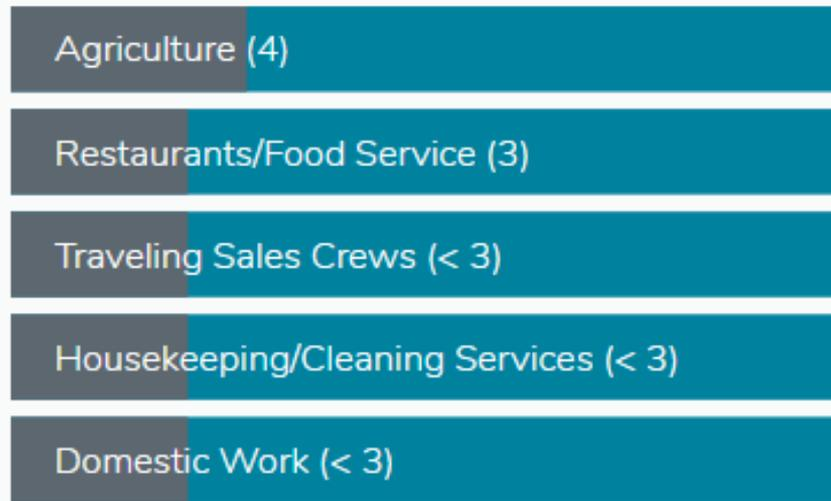 Agriculture (4)
Restaurants/Food Service (3)
Traveling Sales Crews (< 3)
Housekeeping/Cleaning Services (< 3)
Domestic Work (< 3)